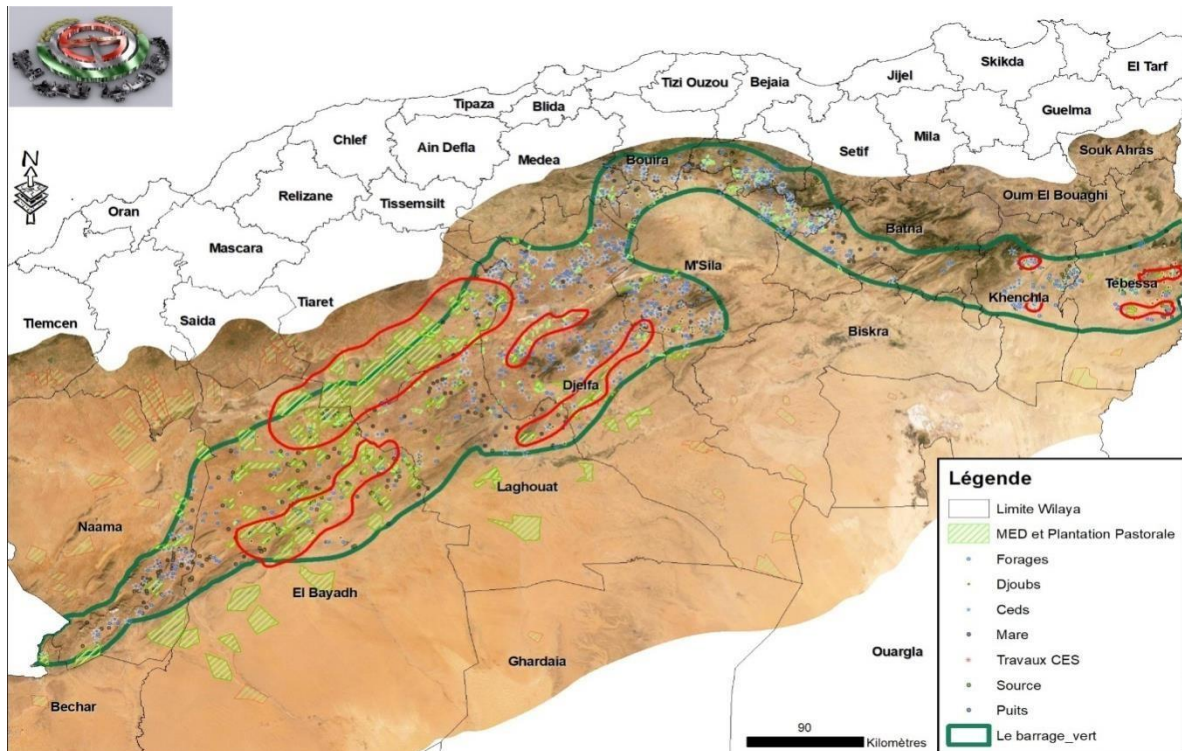 Skikda
El Tarf
Jijel
Tizi Ouzou
Bejaia
Tipaza
Blida
Guelma
Chlef
Ain Defla
Mila
Medea
Setif
Souk Ahras
Bouira
N
Relizane
Tissemsilt
Oum El Bouaghi
Oran
Batna
Mascara
M'Sila
Tebessa
Tiaret
Khenchla
Saida
Tlemcen
Biskra
Djelfa
Laghouat
Naama
El Bayadh
Ghardaia
Ouargla
Bechar
90
Kilomètres
Légende
Limite Wilaya
MED et Plantation Pastorale
Forages
Djoubs
Ceds
Mare
Travaux CES
Source
Puits
Le barrage_vert